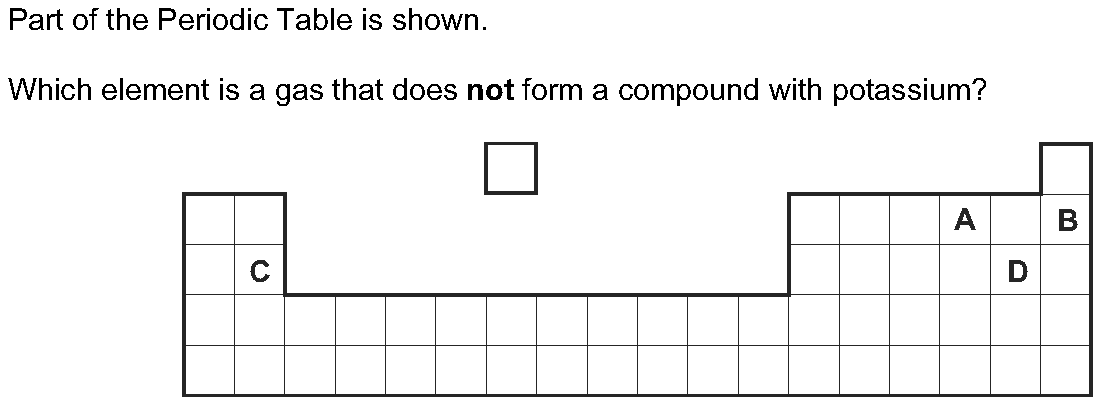 Part of the Periodic Table is shown.
Which element is a gas that does not form a compound with potassium?
A
B
C
D